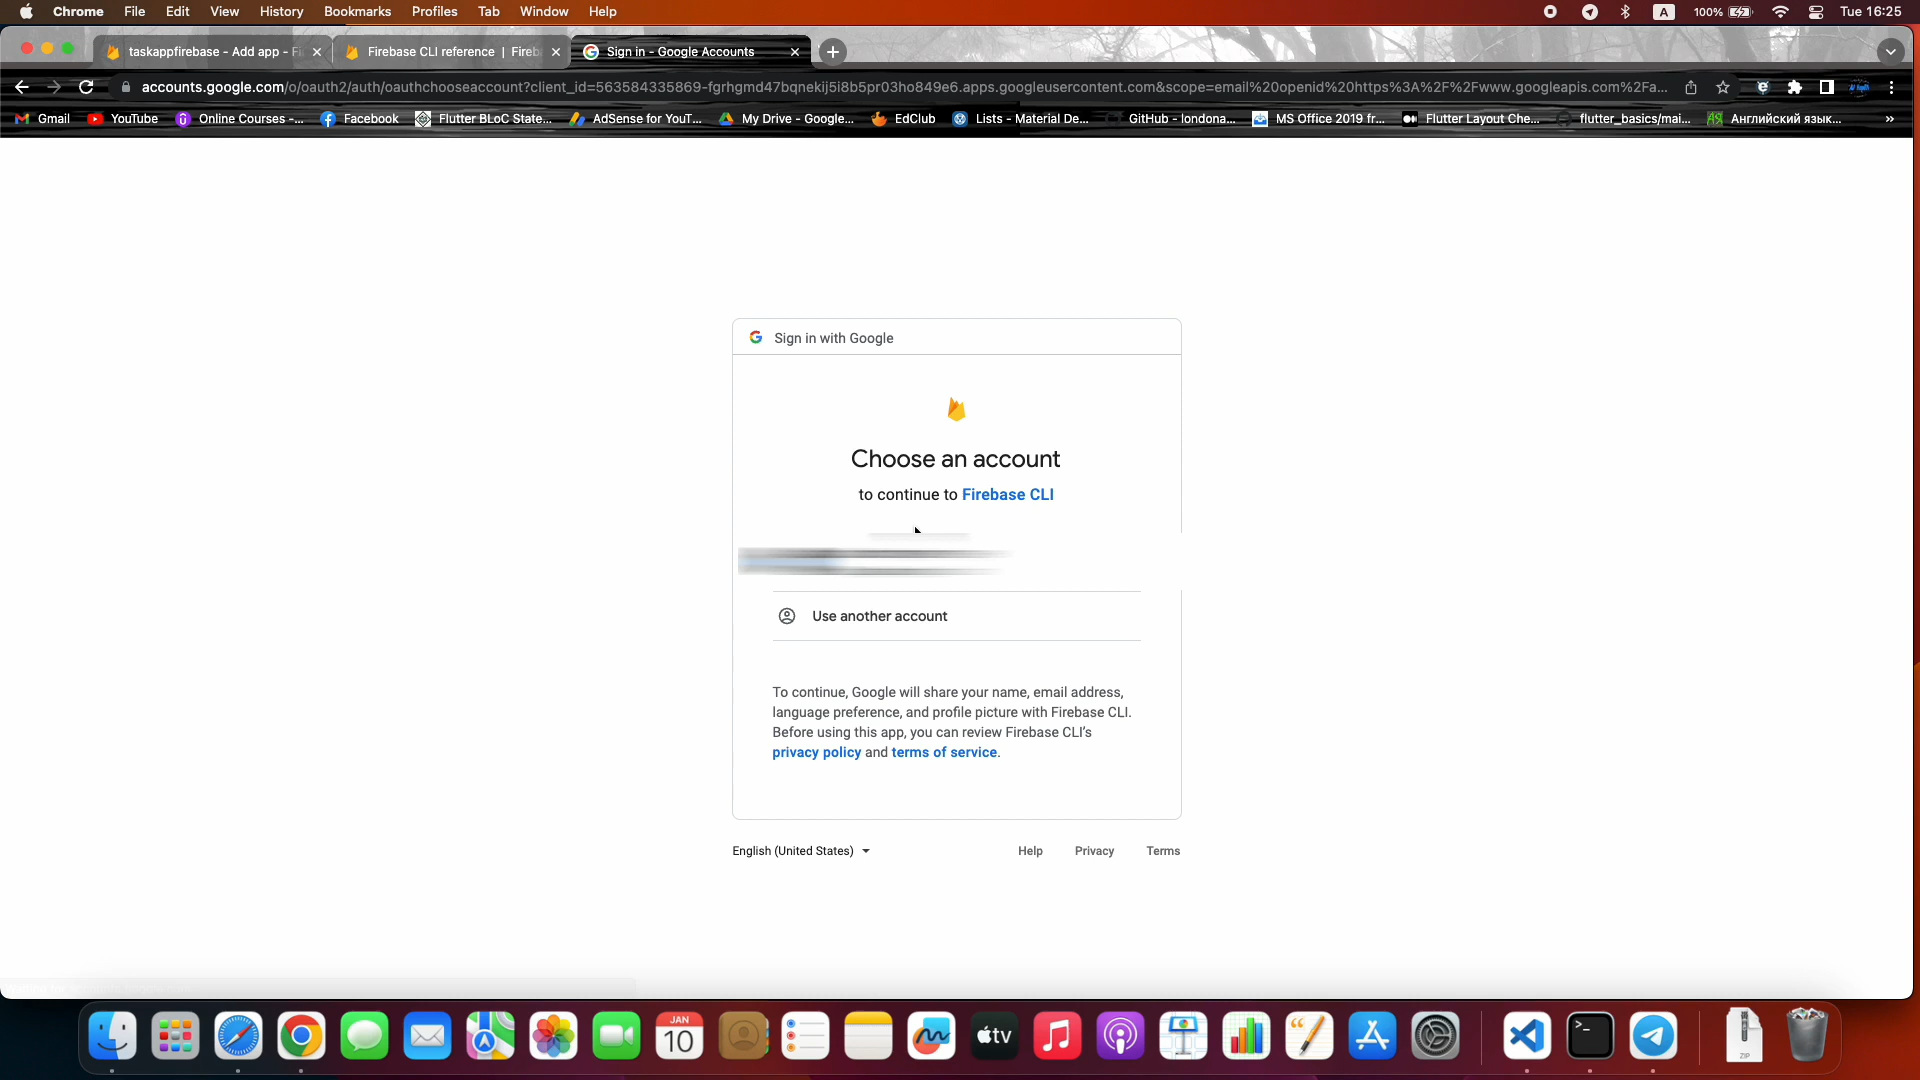 Chrome File Edit View History Bookmarks Profiles Tab Window Help A 100% Tue 16:25
taskappfirebase - Add app - Fi Firebase CLI reference | Fireb Sign in - Google Accounts
accounts.google.com/o/oauth2/auth/oauthchooseaccount?client_id=563584335869-fgrhgmd47bqnekij5i8b5pr03ho849e6.apps.googleusercontent.com&scope=email%20openid%20https%3A%2F%2Fwww.googleapis.com%2Fa...
Gmail YouTube Online Courses -... Facebook Flutter BLoC State... AdSense for YouT... My Drive - Google... EdClub Lists - Material De... GitHub - londona... MS Office 2019 fr... Flutter Layout Che... flutter_basics/mai... Английский язык... »
Sign in with Google
Choose an account
to continue to Firebase CLI
Use another account
To continue, Google will share your name, email address,
language preference, and profile picture with Firebase CLI.
Before using this app, you can review Firebase CLI's
privacy policy and terms of service.
English (United States) Help Privacy Terms
JAN
10
tv
ZIP